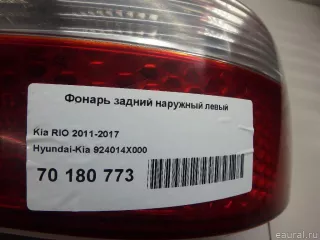 Фонарь задний наружный левый
Kia RIO 2011-2017
Hyundai-Kia 924014X000
70 180 773
eaural.ru